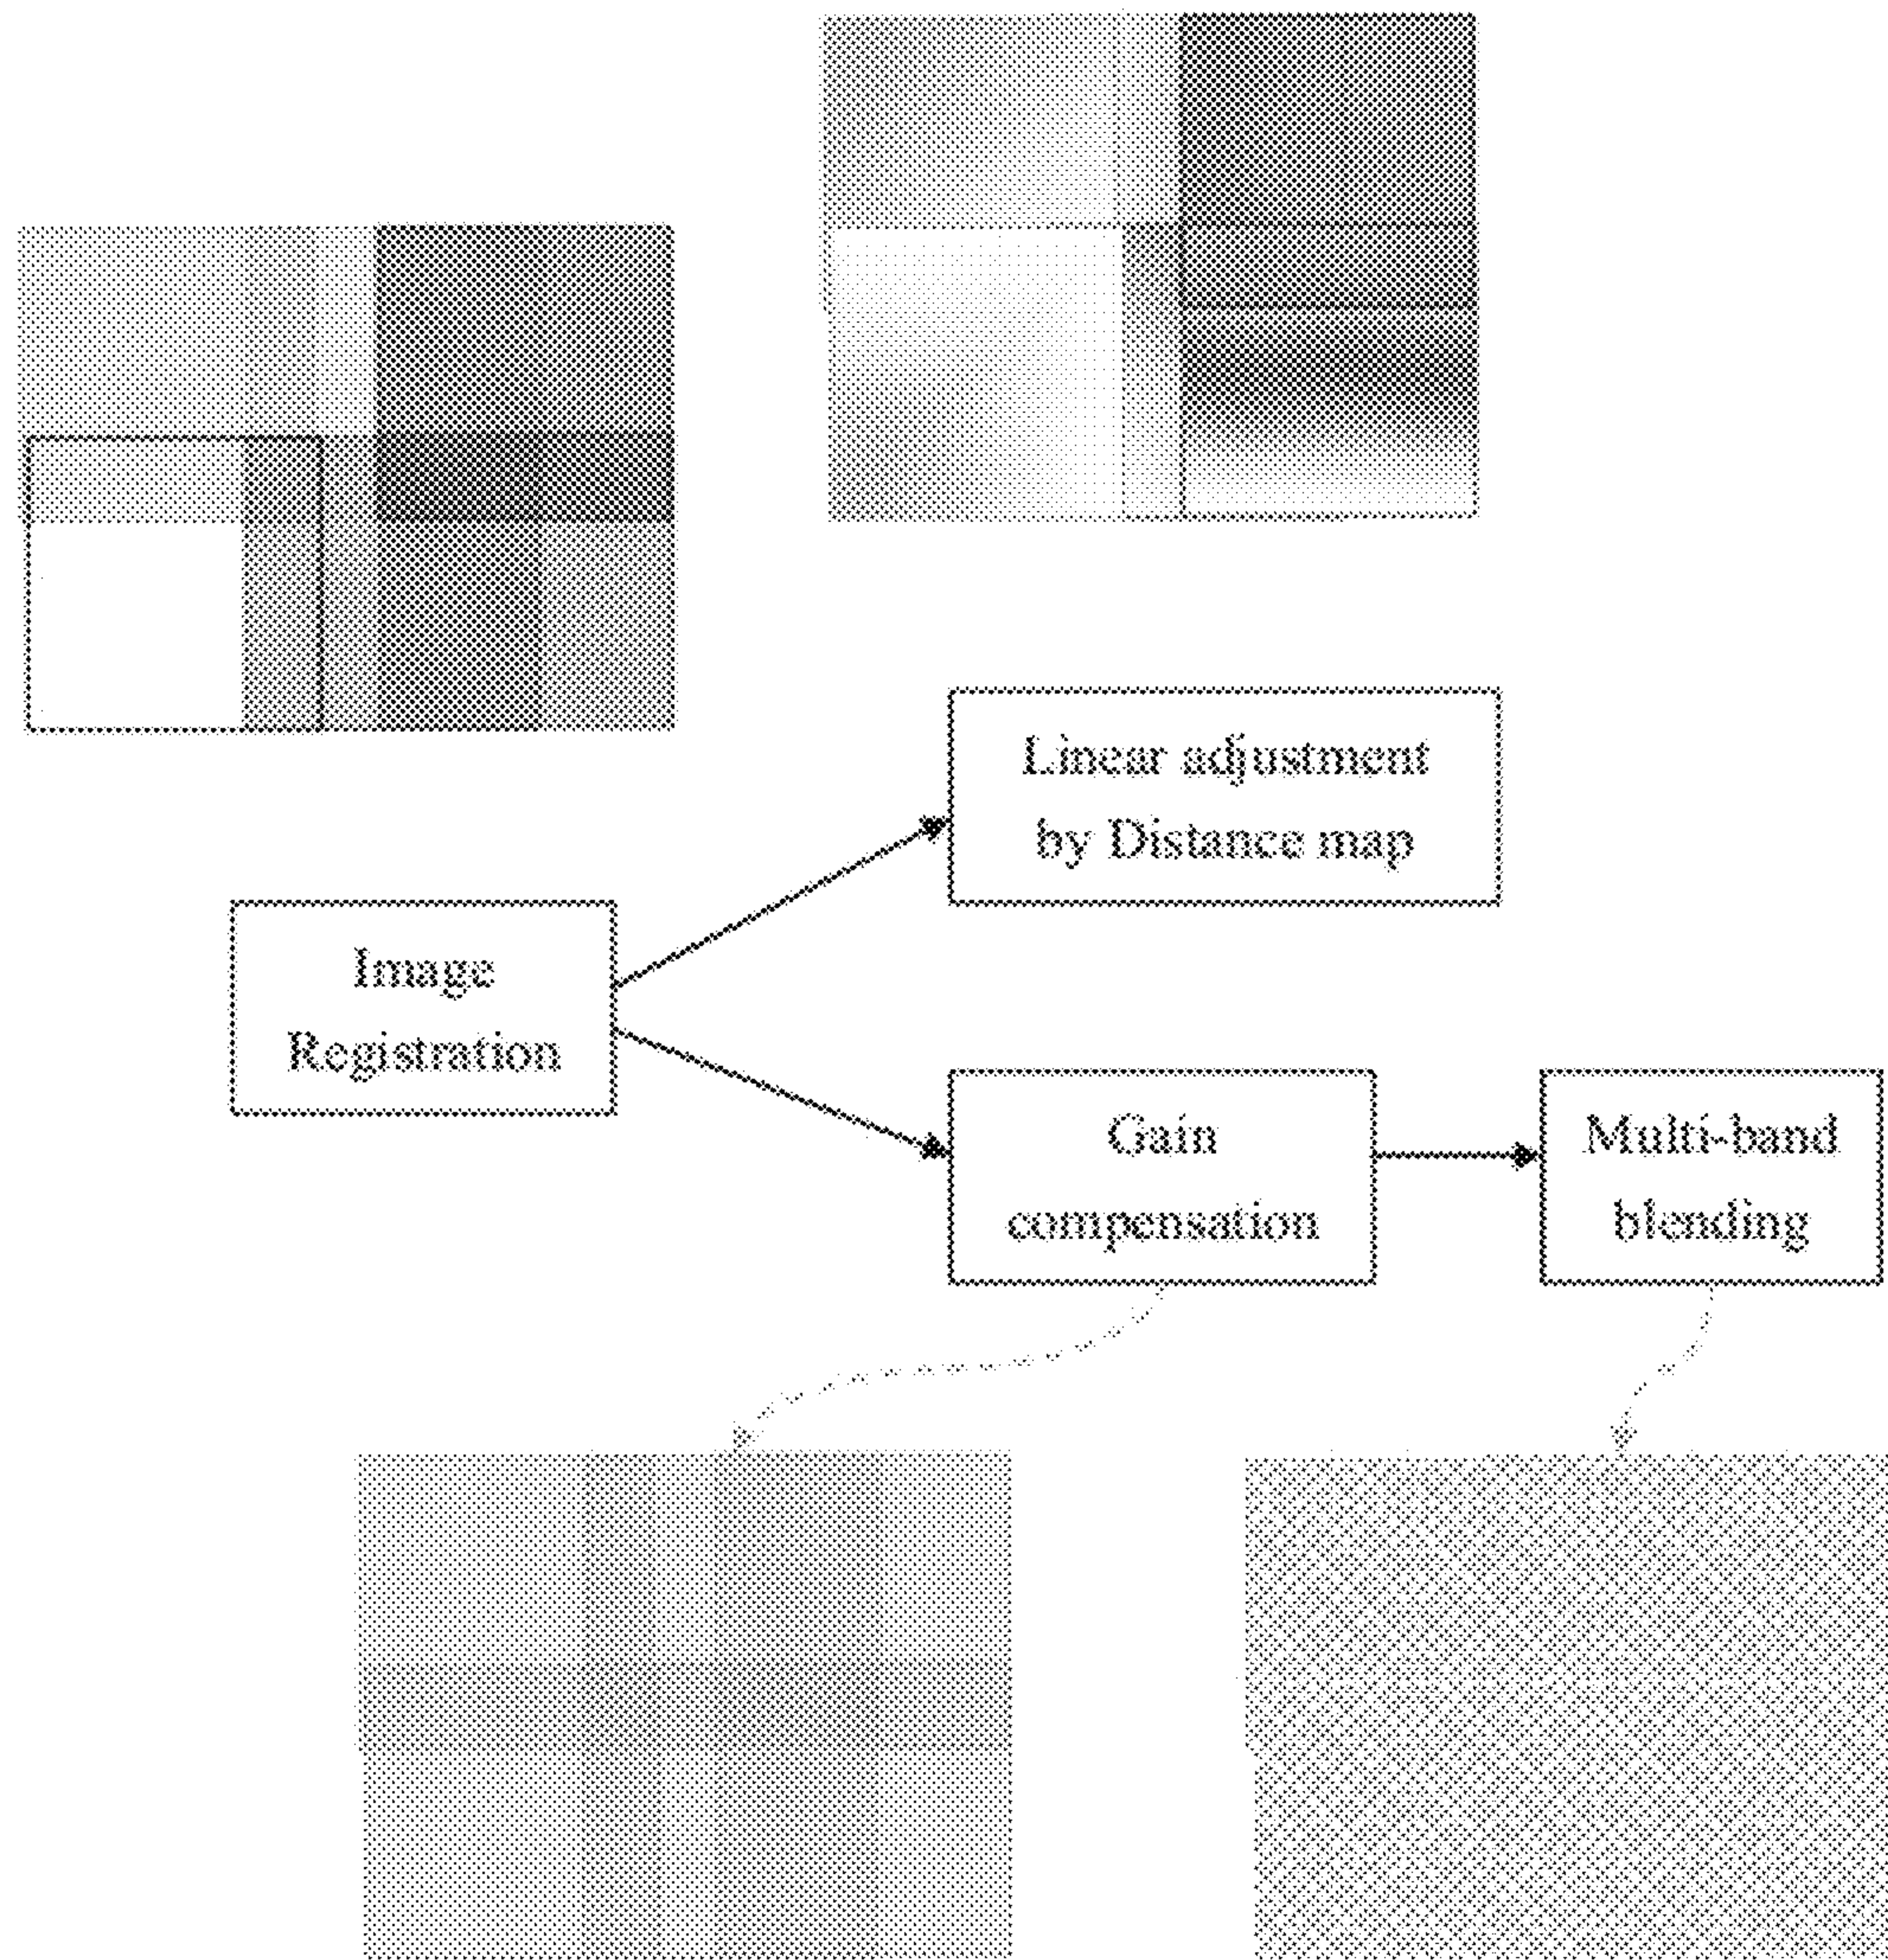 Linear adjustment
by Distance map
Image
Registration
Gain
compensation
Multi-band
blending